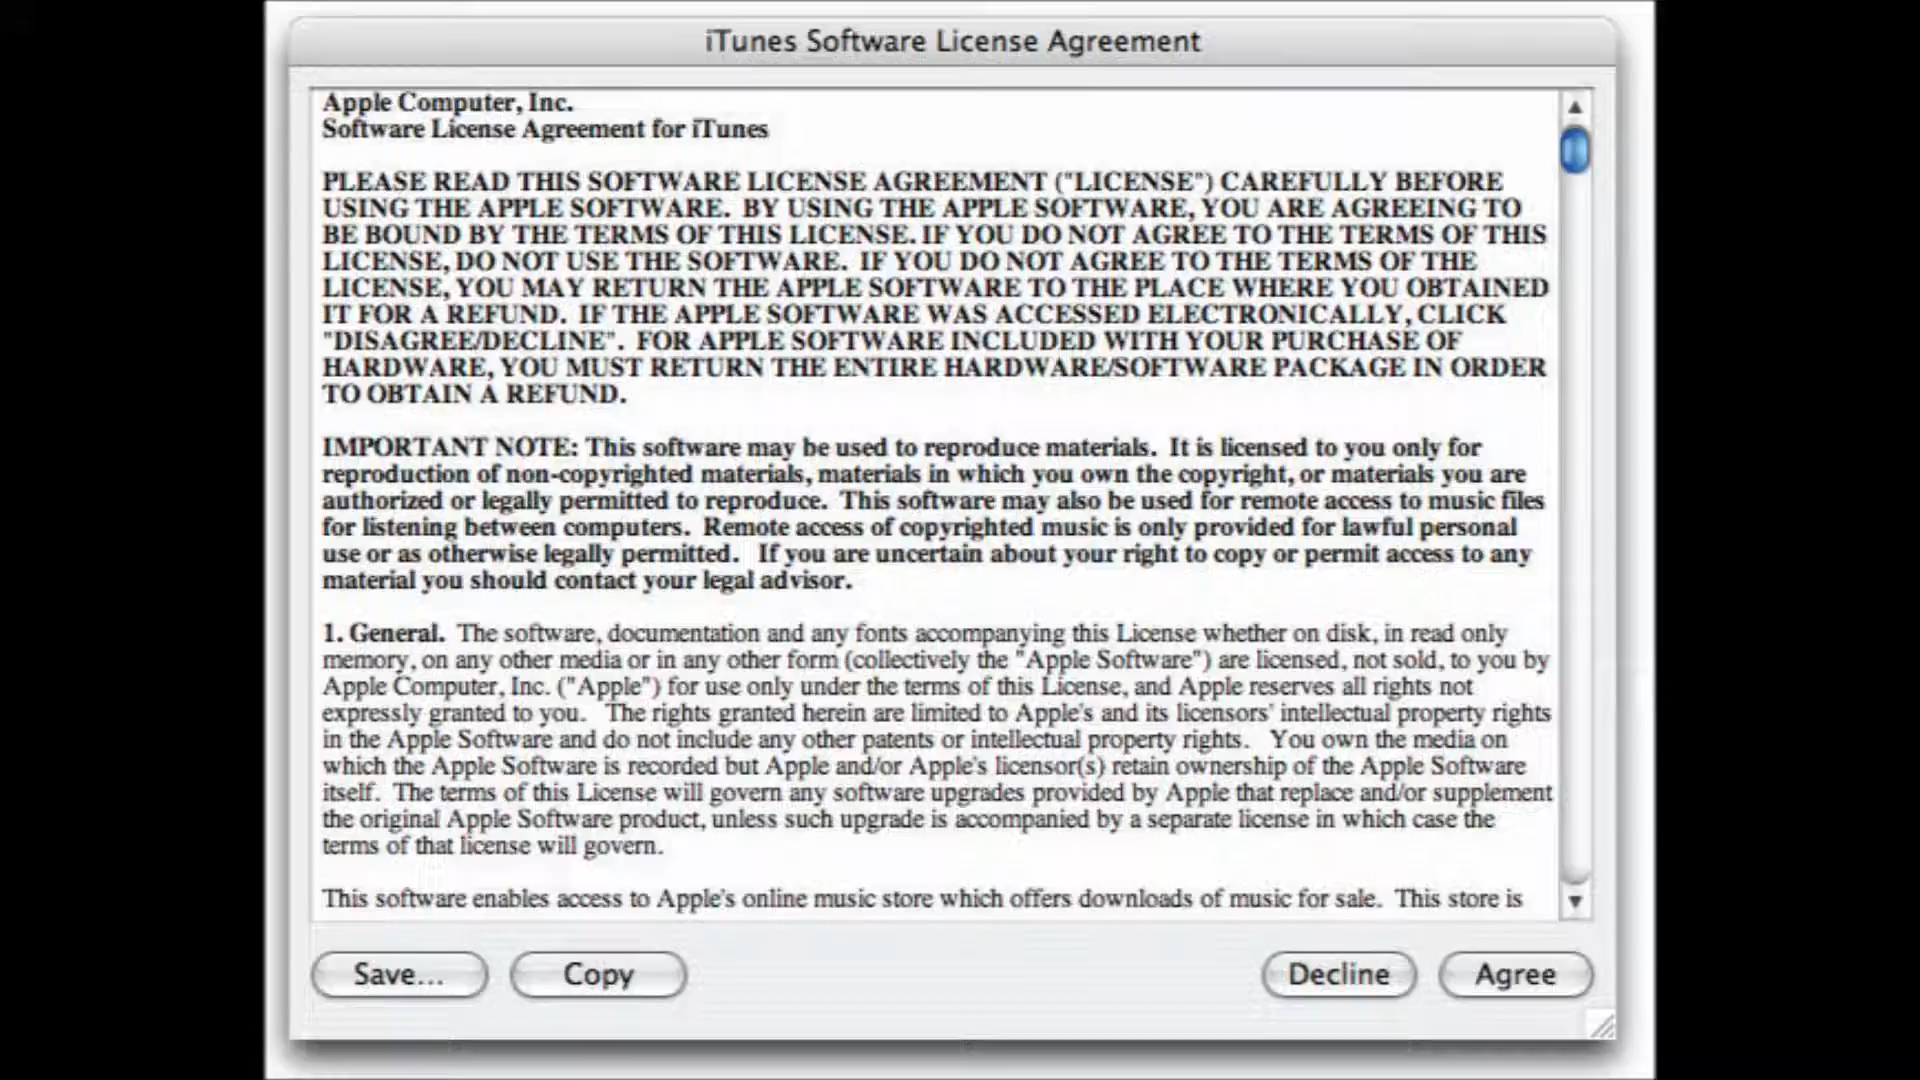 iTunes Software License Agreement
Apple Computer, Inc.
Software License Agreement for iTunes
PLEASE READ THIS SOFTWARE LICENSE AGREEMENT ("LICENSE") CAREFULLY BEFORE
USING THE APPLE SOFTWARE.  BY USING THE APPLE SOFTWARE, YOU ARE AGREEING TO
BE BOUND BY THE TERMS OF THIS LICENSE. IF YOU DO NOT AGREE TO THE TERMS OF THIS
LICENSE, DO NOT USE THE SOFTWARE.  IF YOU DO NOT AGREE TO THE TERMS OF THE
LICENSE, YOU MAY RETURN THE APPLE SOFTWARE TO THE PLACE WHERE YOU OBTAINED
IT FOR A REFUND.  IF THE APPLE SOFTWARE WAS ACCESSED ELECTRONICALLY, CLICK
"DISAGREE/DECLINE".  FOR APPLE SOFTWARE INCLUDED WITH YOUR PURCHASE OF
HARDWARE, YOU MUST RETURN THE ENTIRE HARDWARE/SOFTWARE PACKAGE IN ORDER
TO OBTAIN A REFUND.
IMPORTANT NOTE: This software may be used to reproduce materials.  It is licensed to you only for
reproduction of non-copyrighted materials, materials in which you own the copyright, or materials you are
authorized or legally permitted to reproduce.  This software may also be used for remote access to music files
for listening between computers.  Remote access of copyrighted music is only provided for lawful personal
use or as otherwise legally permitted.   If you are uncertain about your right to copy or permit access to any
material you should contact your legal advisor.
1. General.  The software, documentation and any fonts accompanying this License whether on disk, in read only
memory, on any other media or in any other form (collectively the "Apple Software") are licensed, not sold, to you by
Apple Computer, Inc. ("Apple") for use only under the terms of this License, and Apple reserves all rights not
expressly granted to you.   The rights granted herein are limited to Apple's and its licensors' intellectual property rights
in the Apple Software and do not include any other patents or intellectual property rights.   You own the media on
which the Apple Software is recorded but Apple and/or Apple's licensor(s) retain ownership of the Apple Software
itself.  The terms of this License will govern any software upgrades provided by Apple that replace and/or supplement
the original Apple Software product, unless such upgrade is accompanied by a separate license in which case the
terms of that license will govern.
This software enables access to Apple's online music store which offers downloads of music for sale.  This store is
Save... Copy Decline Agree